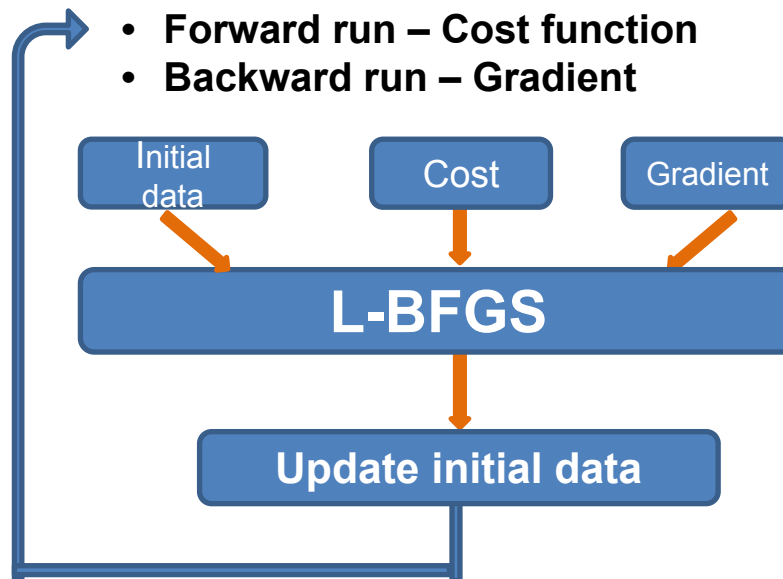 • Forward run – Cost function
• Backward run – Gradient
Initial
data
Cost
Gradient
L-BFGS
Update initial data